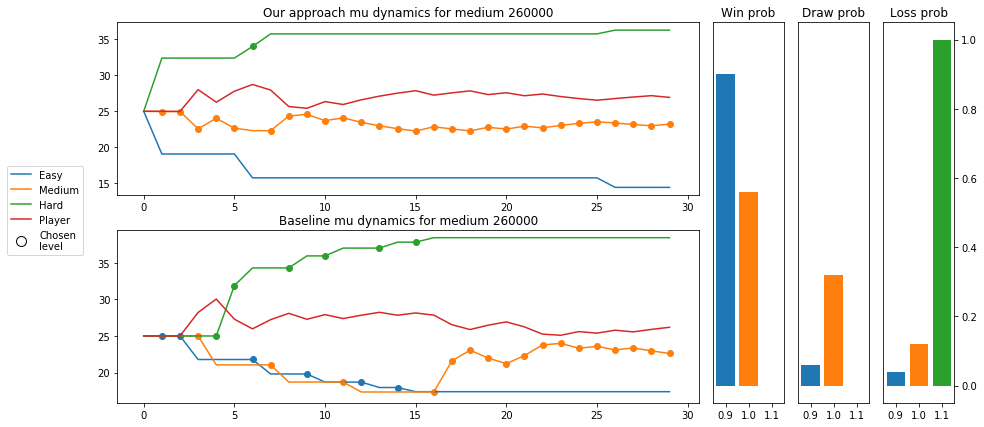 Our approach mu dynamics for medium 260000
35
30
25
20
15
0 5 10 15 20 25 30
Easy
Medium
Hard
Player
Chosen
level
Baseline mu dynamics for medium 260000
35
30
25
20
0 5 10 15 20 25 30
Win prob
0.9 1.0 1.1
Draw prob
0.9 1.0 1.1
Loss prob
1.0
0.8
0.6
0.4
0.2
0.0
0.9 1.0 1.1